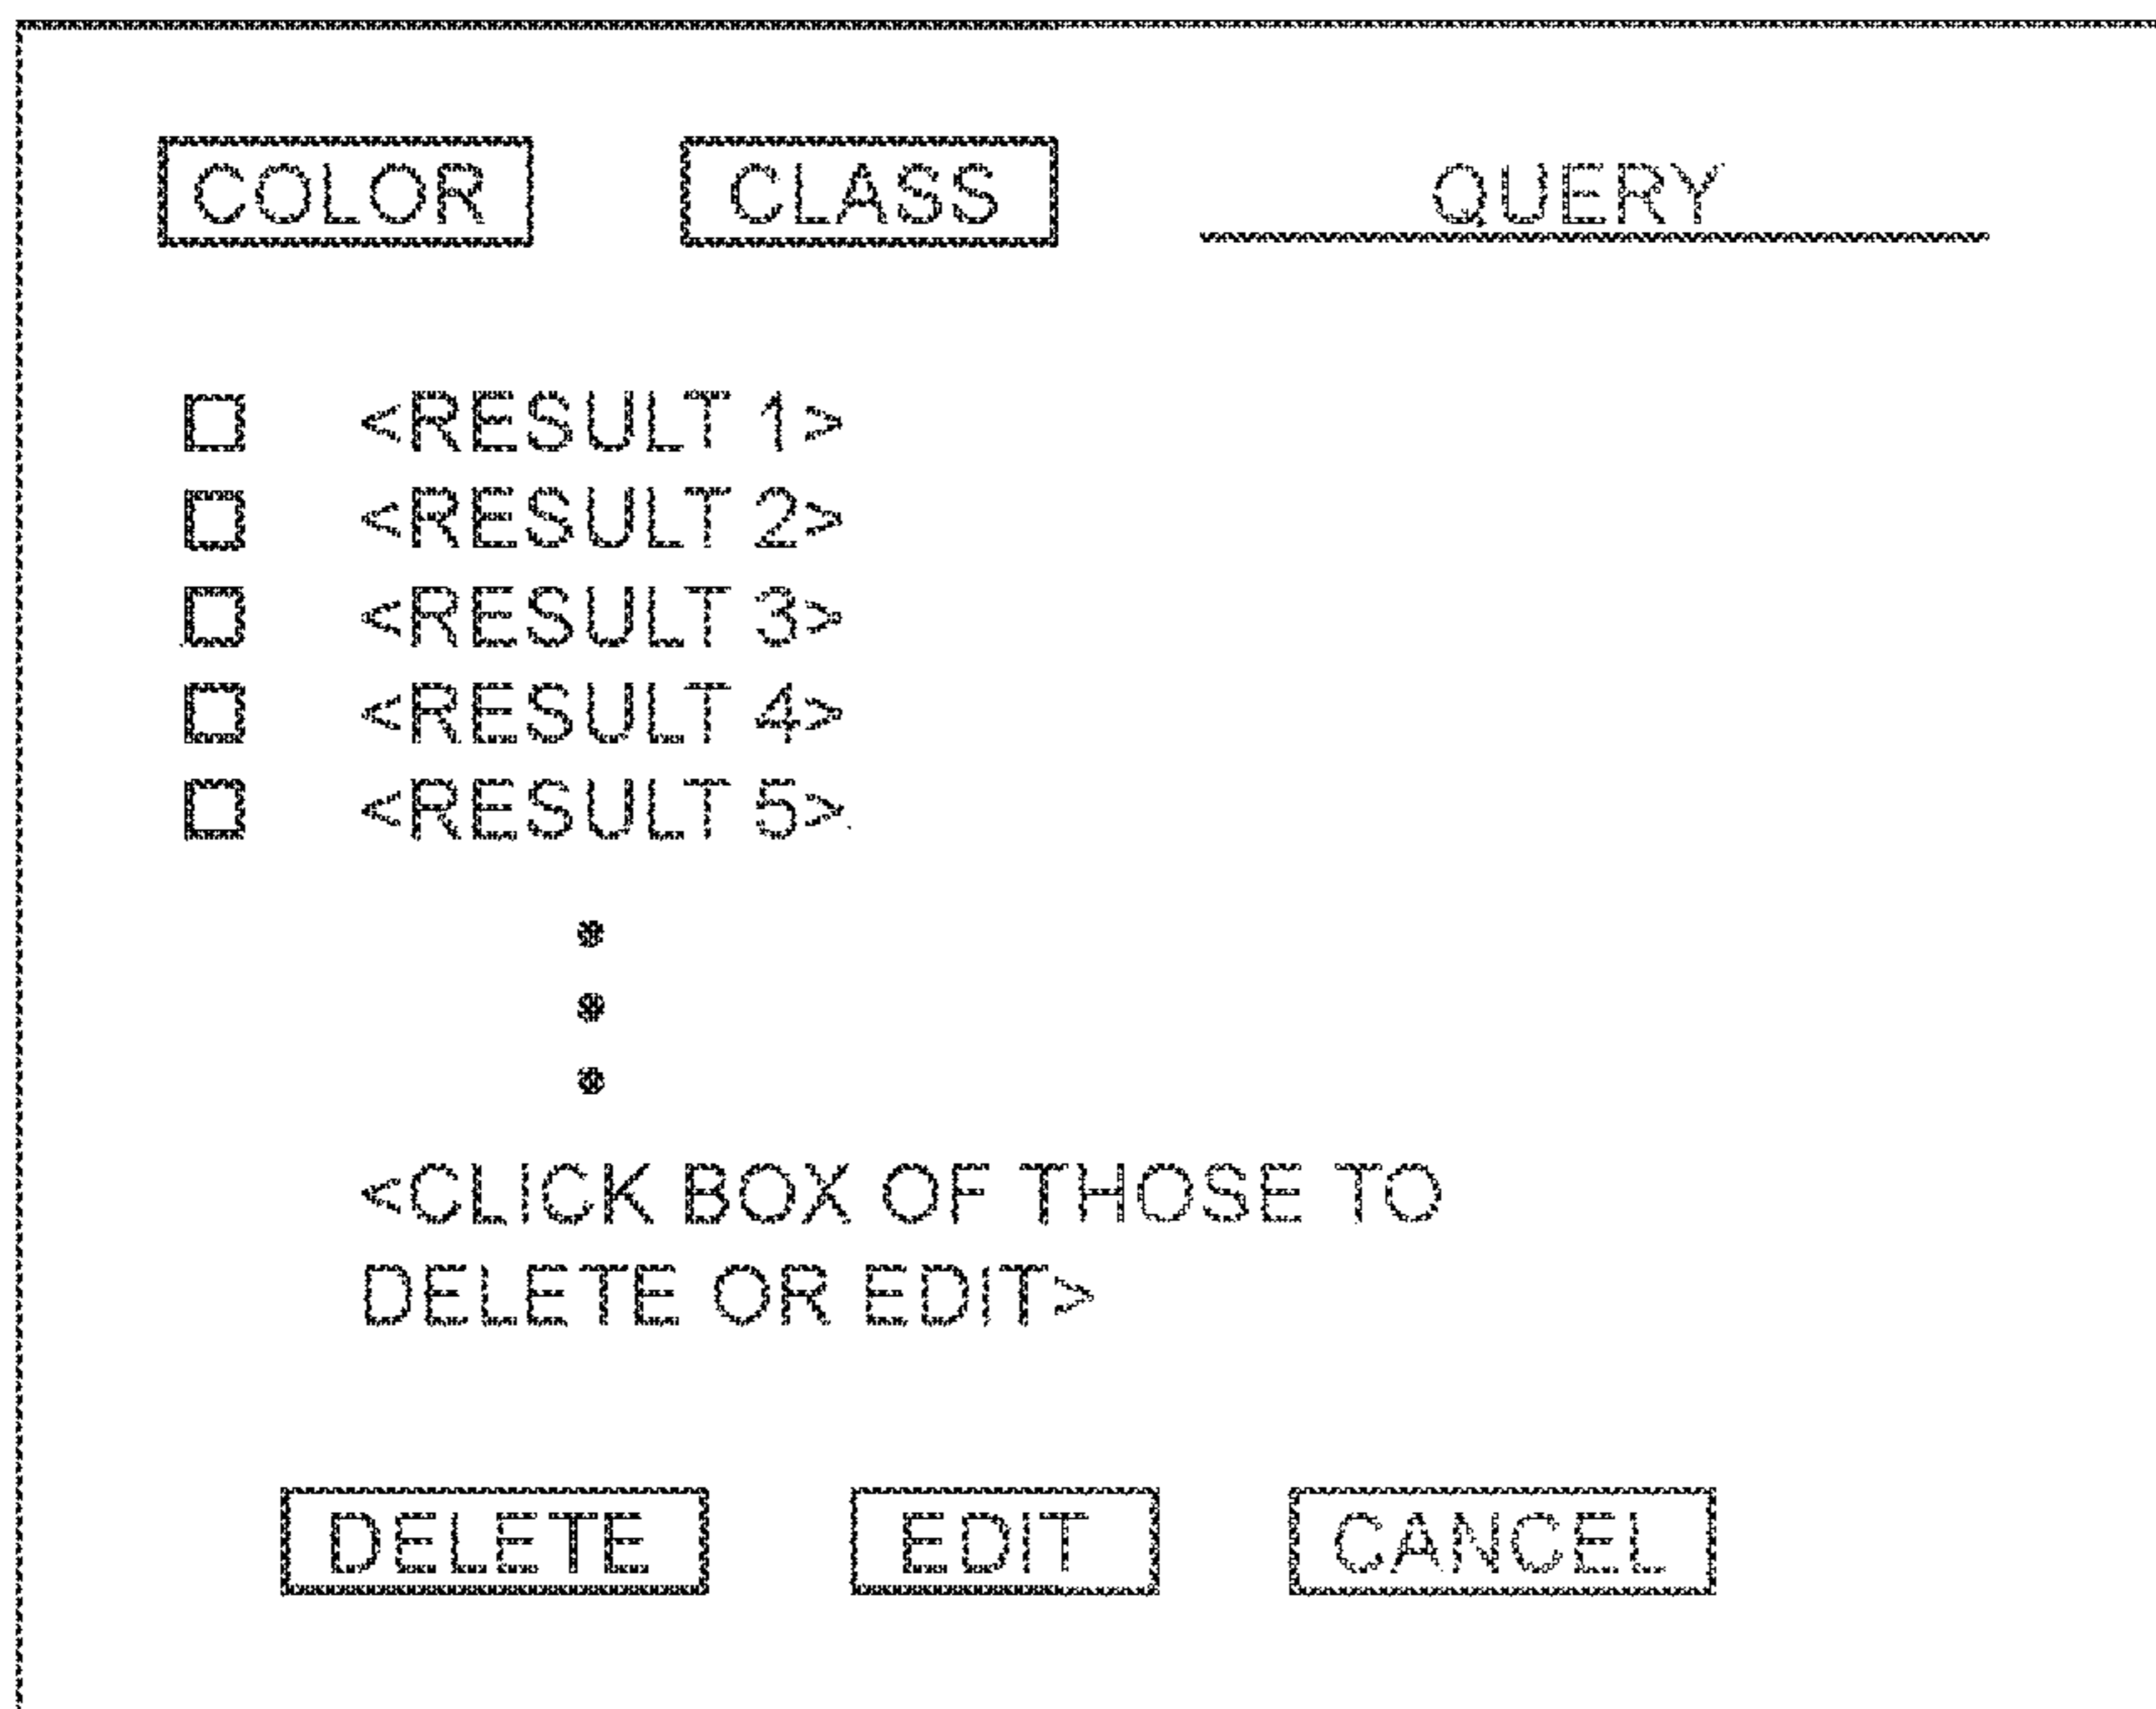 COLOR CLASS QUERY
<RESULT 1>
<RESULT 2>
<RESULT 3>
<RESULT 4>
<RESULT 5>
<CLICK BOX OF THOSE TO
DELETE OR EDIT>
DELETE EDIT CANCEL